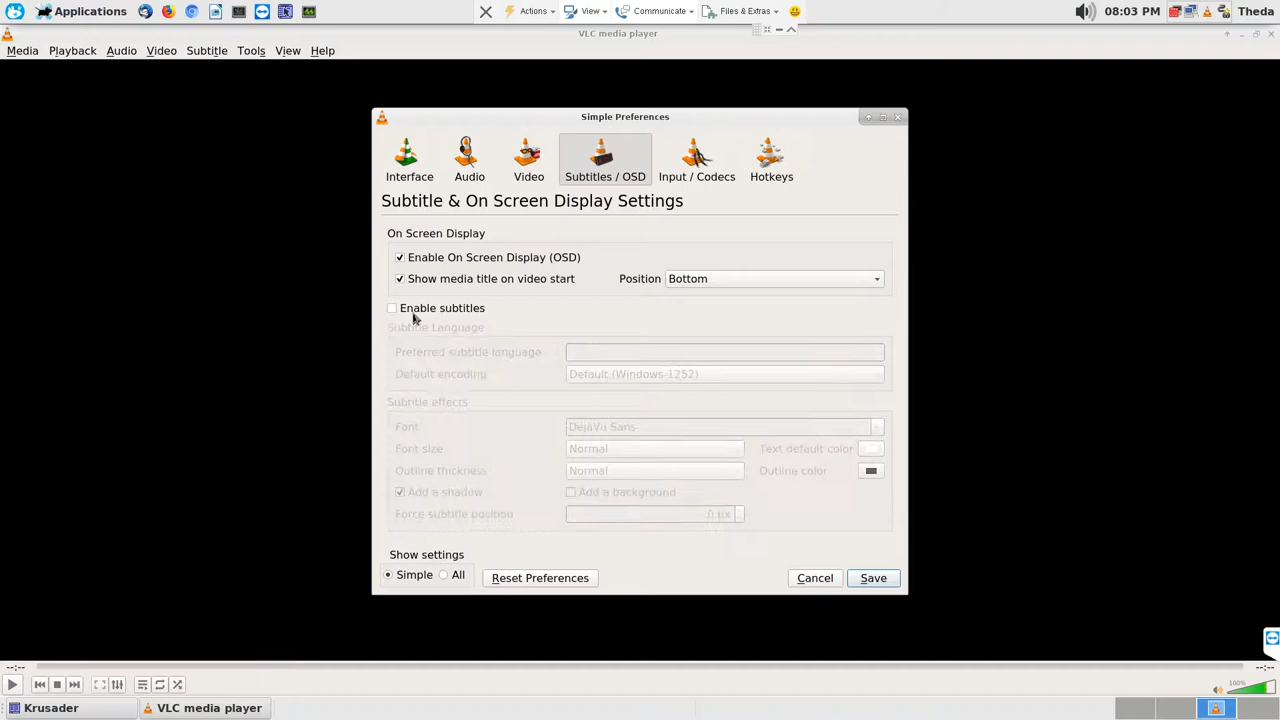 Applications Actions View Communicate Files & Extras 08:03 PM Theda
VLC media player
Media Playback Audio Video Subtitle Tools View Help
Simple Preferences
Interface Audio Video Subtitles / OSD Input / Codecs Hotkeys
Subtitle & On Screen Display Settings
On Screen Display
Enable On Screen Display (OSD)
Show media title on video start Position Bottom
Enable subtitles
Subtitle Language
Preferred subtitle language
Default encoding Default (Windows-1252)
Subtitle effects
Font DejaVu Sans
Font size Normal Text default color
Outline thickness Normal Outline color
Add a shadow Add a background
Force subtitle position 0 px
Show settings
Simple All Reset Preferences Cancel Save
--:-- --:--
100%
Krusader VLC media player